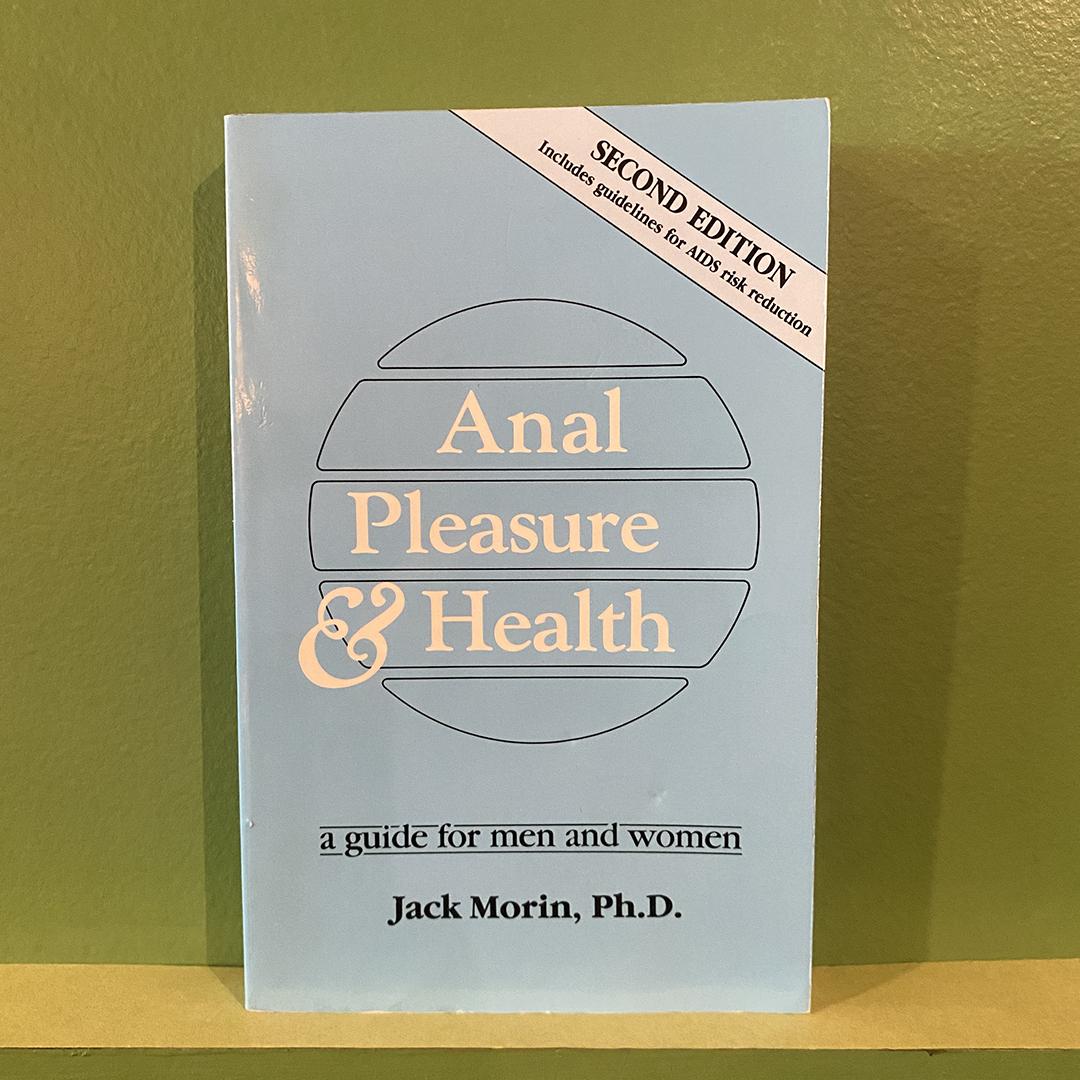 SECOND EDITION
Includes guidelines for AIDS risk reduction
Anal
Pleasure
& Health
a guide for men and women
Jack Morin, Ph.D.